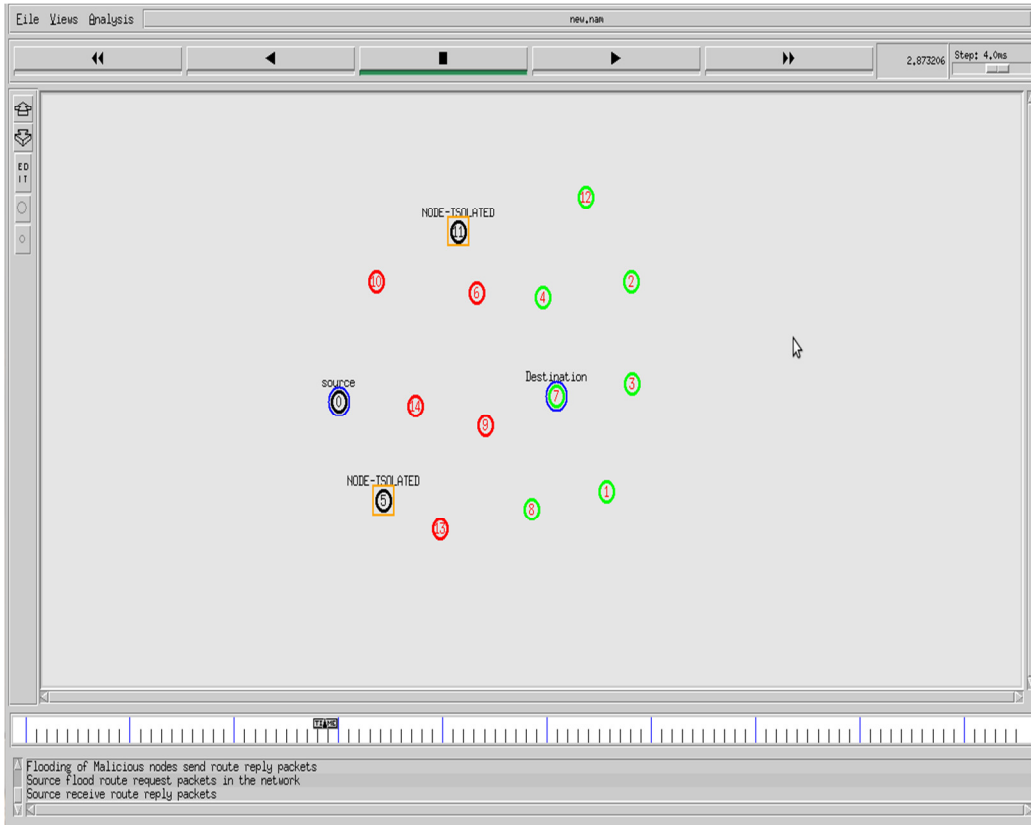 Eile Views Analysis new.nam
2.873206 Step: 4.0ms
ED
IT
12
NODE-ISOLATED
11
10
6
4
2
source
0
14
9
Destination
7
3
NODE-ISOLATED
5
13
8
1
TIME
Flooding of Malicious nodes send route reply packets
Source flood route request packets in the network
Source receive route reply packets